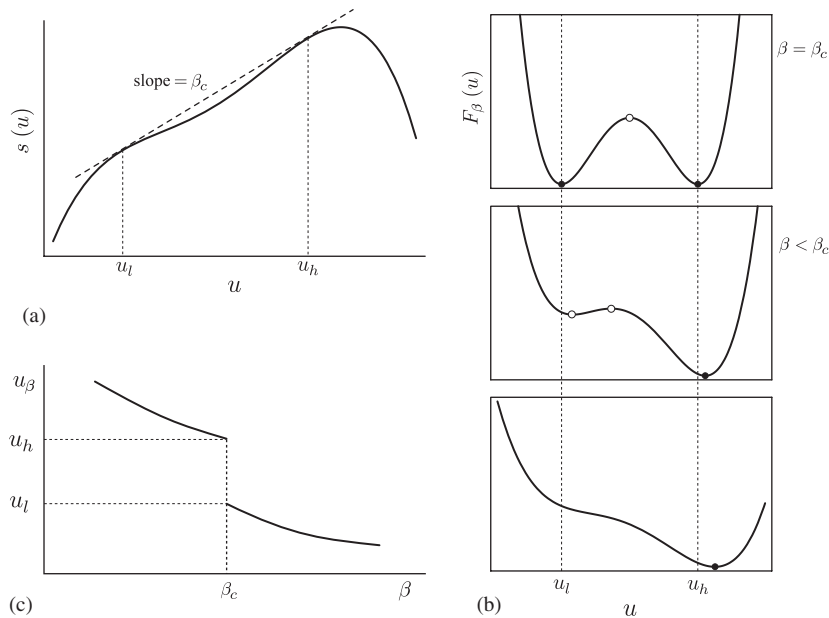 s (u)
slope = β_c
u_l
u_h
u
(a)
u_β
u_h
u_l
β_c
β
(c)
F_β (u)
β = β_c
β < β_c
u_l
u_h
u
(b)